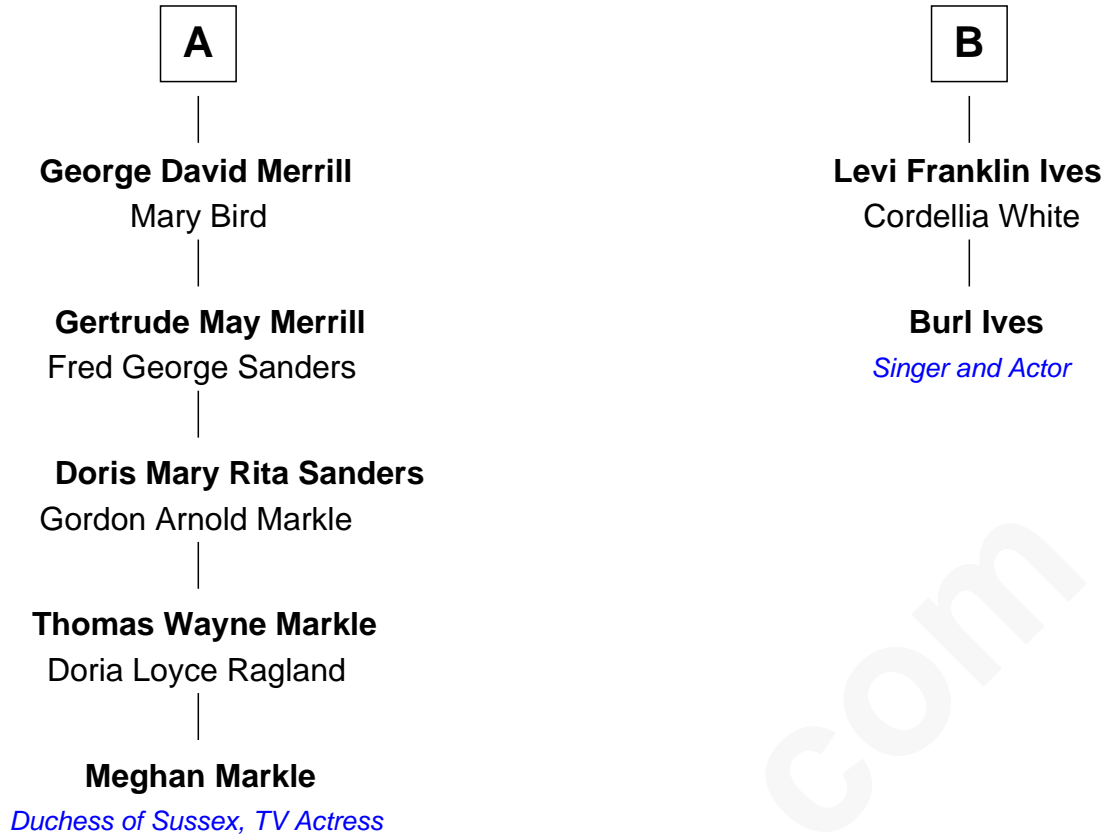 A
George David Merrill
Mary Bird
Gertrude May Merrill
Fred George Sanders
Doris Mary Rita Sanders
Gordon Arnold Markle
Thomas Wayne Markle
Doria Loyce Ragland
Meghan Markle
Duchess of Sussex, TV Actress
B
Levi Franklin Ives
Cordellia White
Burl Ives
Singer and Actor
com